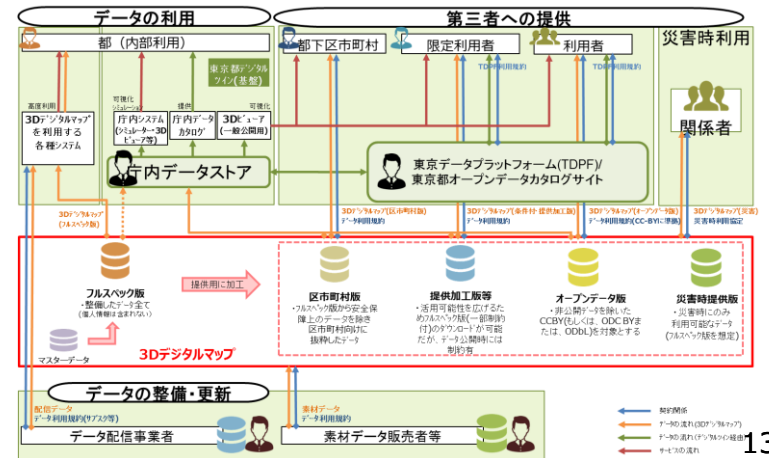 データの利用
第三者への提供
都（内部利用）
都下区市町村
限定利用者
利用者
災害時利用
TDPF利用規約
TDPF利用規約
東京都デジタル
ツイン(基盤)
高度利用
3Dデジタルマップ
を利用する
各種システム
可視化
シミュレーション
庁内システム
(シミュレーター・3D
ビューア等)
提供
庁内データ
カタログ
可視化
3Dビューア
(一般公開用)
関係者
庁内データストア
東京データプラットフォーム(TDPF)/
東京都オープンデータカタログサイト
3Dデジタルマップ
(フルスペック版)
3Dデジタルマップ(区市町村版)
データ利用規約
3Dデジタルマップ(条件付・提供加工版)
データ利用規約
3Dデジタルマップ(オープンデータ版)
データ利用規約(CC-BYに準拠)
3Dデジタルマップ(災害)
災害時利用協定
フルスペック版
・整備したデータ全て
(個人情報は含まれない)
提供用に加工
マスターデータ
3Dデジタルマップ
区市町村版
・フルスペック版から安全保
障上のデータを除き
区市町村向けに
抜粋したデータ
提供加工版等
・活用可能性を広げるた
めフルスペック版(一部制約
付)のダウンロードが可能
だが、データ公開時には
制約有
オープンデータ版
・非公開データを除いた
CCBY(もしくは、ODC BYま
たは、ODbL)を対象とする
災害時提供版
・災害時にのみ
利用可能なデータ
(フルスペック版を想定)
データの整備・更新
配信データ
データ利用規約(サブスク等)
データ配信事業者
素材データ
データ利用規約
素材データ販売者等
契約関係
データの流れ(3Dデジタルマップ)
データの流れ(デジタルツイン経由)
サービスの流れ
13